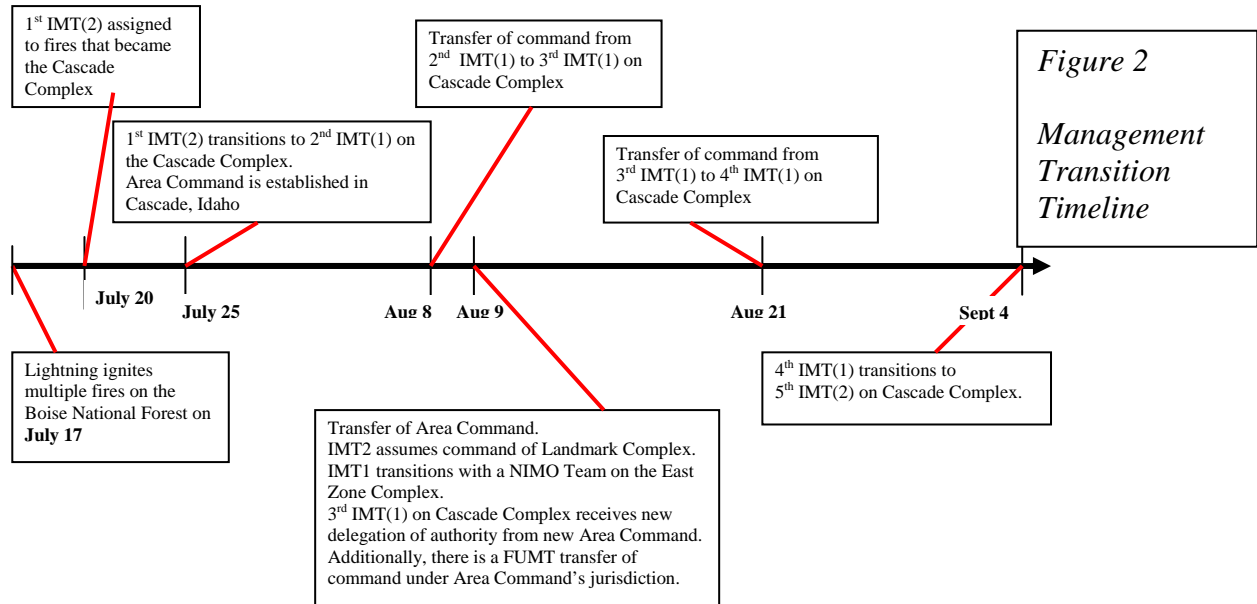 1st IMT(2) assigned
to fires that became
the Cascade
Complex
Transfer of command from
2nd IMT(1) to 3rd IMT(1) on
Cascade Complex
Figure 2
Management
Transition
Timeline
1st IMT(2) transitions to 2nd IMT(1) on
the Cascade Complex.
Area Command is established in
Cascade, Idaho
Transfer of command from
3rd IMT(1) to 4th IMT(1) on
Cascade Complex
July 20
July 25
Aug 8
Aug 9
Aug 21
Sept 4
Lightning ignites
multiple fires on the
Boise National Forest on
July 17
Transfer of Area Command.
IMT2 assumes command of Landmark Complex.
IMT1 transitions with a NIMO Team on the East
Zone Complex.
3rd IMT(1) on Cascade Complex receives new
delegation of authority from new Area Command.
Additionally, there is a FUMT transfer of
command under Area Command’s jurisdiction.
4th IMT(1) transitions to
5th IMT(2) on Cascade Complex.